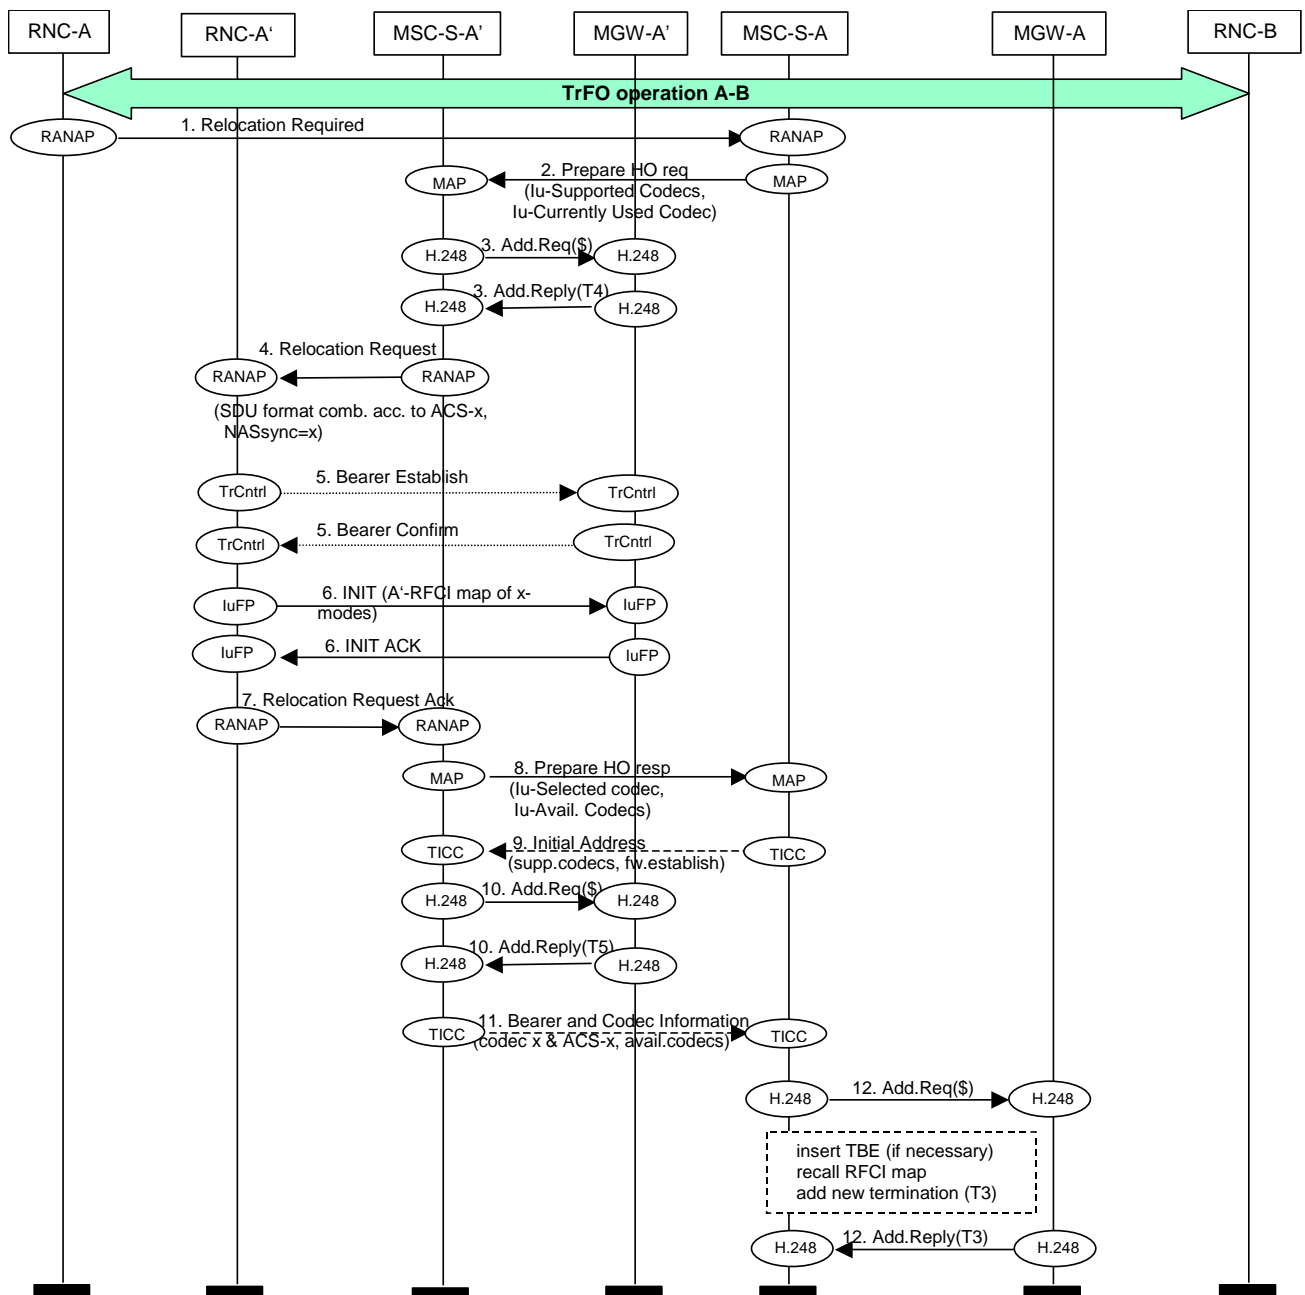 RNC-A
RNC-A‘
MSC-S-A’
MGW-A’
MSC-S-A
MGW-A
RNC-B
TrFO operation A-B
RANAP
1. Relocation Required
RANAP
MAP
2. Prepare HO req
MAP
(Iu-Supported Codecs,
Iu-Currently Used Codec)
H.248
3. Add.Req($)
H.248
H.248
3. Add.Reply(T4)
H.248
4. Relocation Request
RANAP
RANAP
(SDU format comb. acc. to ACS-x,
NASsync=x)
TrCntrl
5. Bearer Establish
TrCntrl
TrCntrl
5. Bearer Confirm
TrCntrl
IuFP
6. INIT (A‘-RFCI map of x-
modes)
IuFP
IuFP
6. INIT ACK
IuFP
7. Relocation Request Ack
RANAP
RANAP
MAP
8. Prepare HO resp
MAP
(Iu-Selected codec,
Iu-Avail. Codecs)
TICC
9. Initial Address
TICC
(supp.codecs, fw.establish)
H.248
10. Add.Req($)
H.248
H.248
10. Add.Reply(T5)
H.248
TICC
11. Bearer and Codec Information
TICC
(codec x & ACS-x, avail.codecs)
H.248
12. Add.Req($)
H.248
insert TBE (if necessary)
recall RFCI map
add new termination (T3)
H.248
12. Add.Reply(T3)
H.248